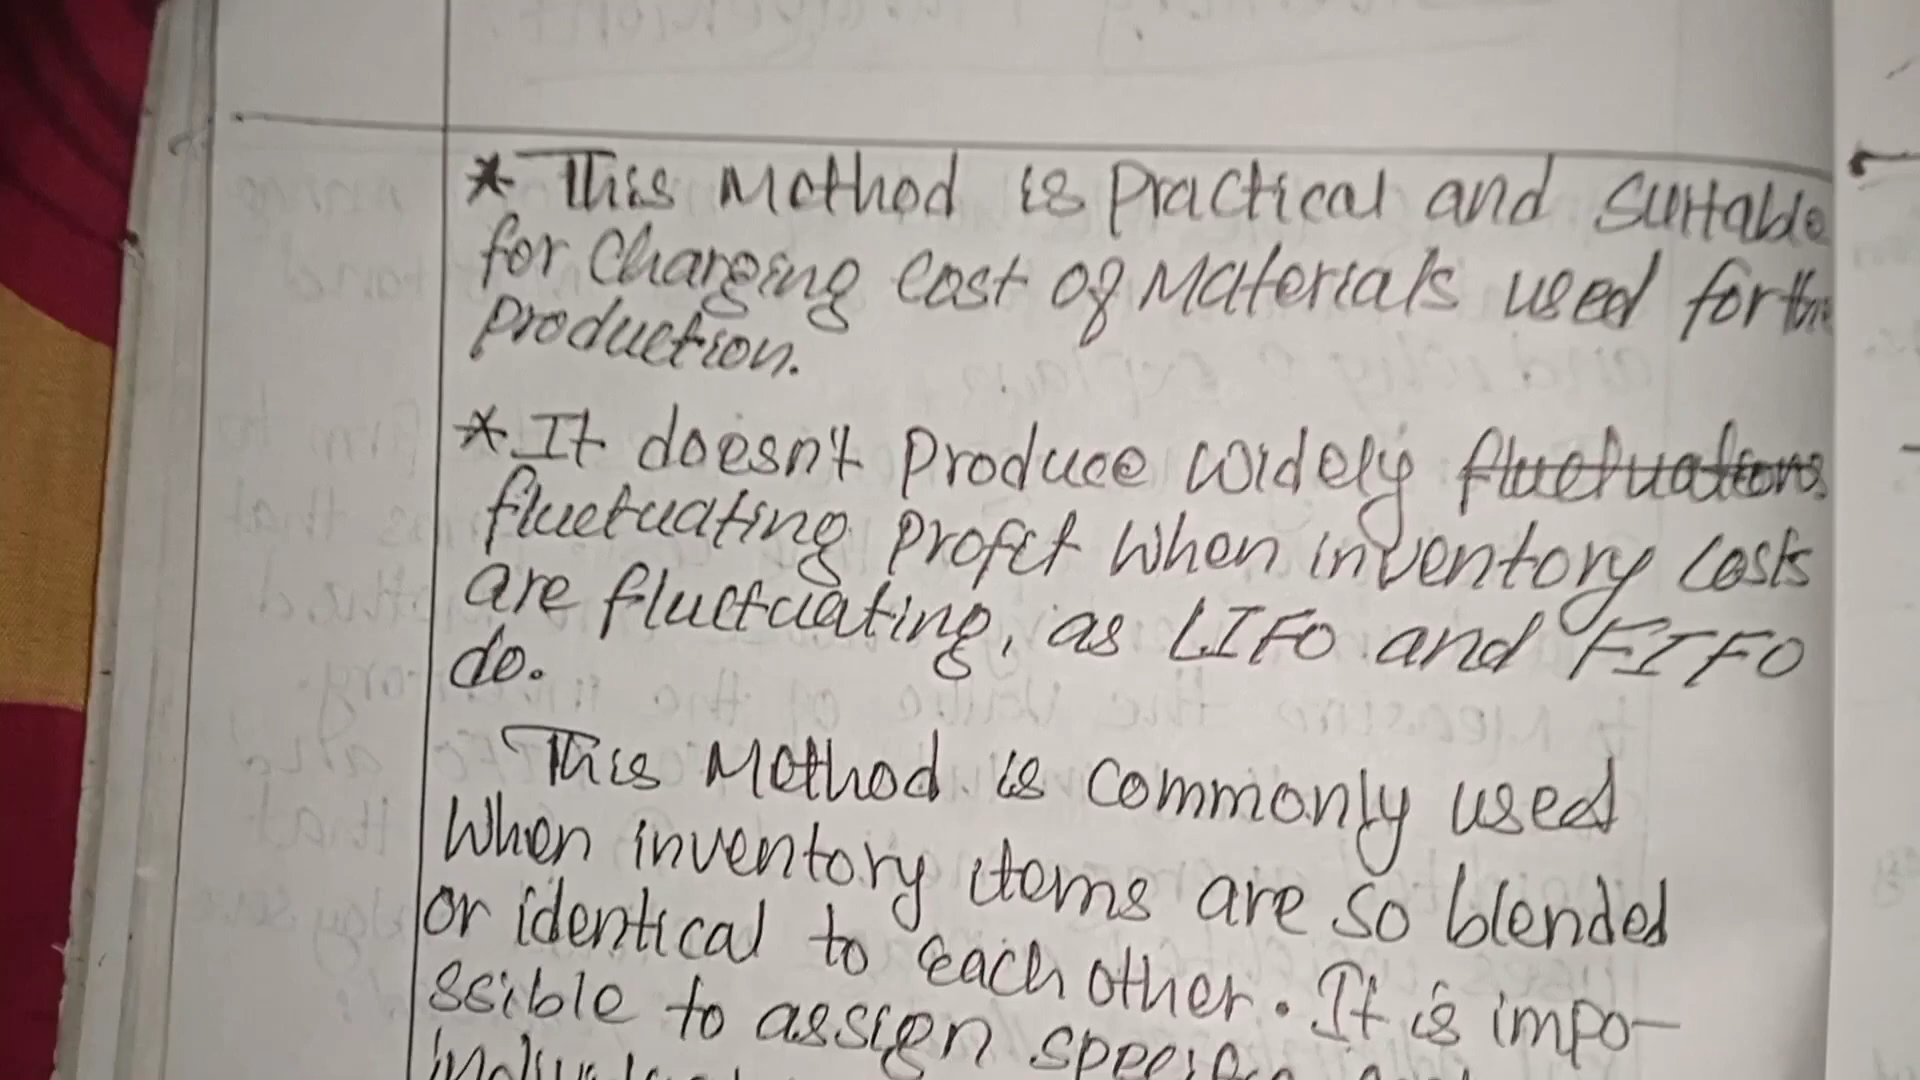 * This Method is Practical and Suitable
for Charging Cost of Materials used for the
Production.
* It doesn't Produce widely fluctuations
fluctuating Profit When inventory Costs
are fluctuating, as LIFO and FIFO
do.
This Method is commonly used
When inventory items are so blended
or identical to each other. It is impo-
ssible to assign